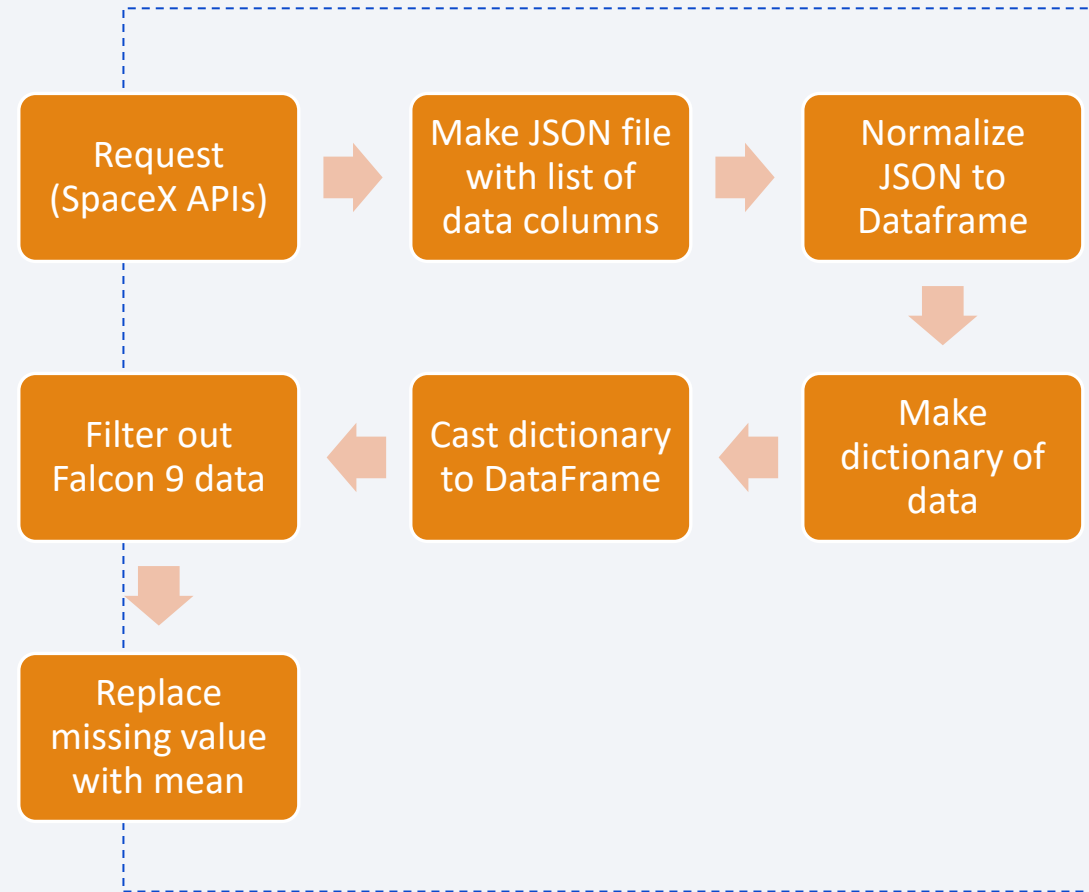 Request
(SpaceX APIs)
Make JSON file
with list of
data columns
Normalize
JSON to
Dataframe
Make
dictionary of
data
Cast dictionary
to DataFrame
Filter out
Falcon 9 data
Replace
missing value
with mean